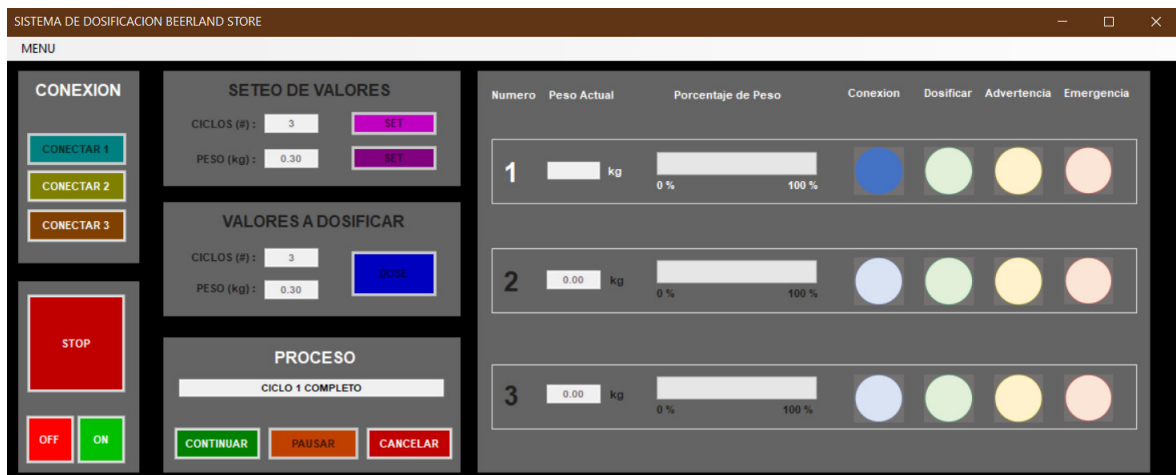 SISTEMA DE DOSIFICACION BEERLAND STORE
MENU
CONEXION
CONECTAR 1
CONECTAR 2
CONECTAR 3
STOP
OFF ON
SETEO DE VALORES
CICLOS (#) : 3 SET
PESO (kg) : 0.30 SET
VALORES A DOSIFICAR
CICLOS (#) : 3
DOSE
PESO (kg) : 0.30
PROCESO
CICLO 1 COMPLETO
CONTINUAR PAUSAR CANCELAR
Numero Peso Actual Porcentaje de Peso Conexion Dosificar Advertencia Emergencia
1 kg
0 % 100 %
2 0.00 kg
0 % 100 %
3 0.00 kg
0 % 100 %